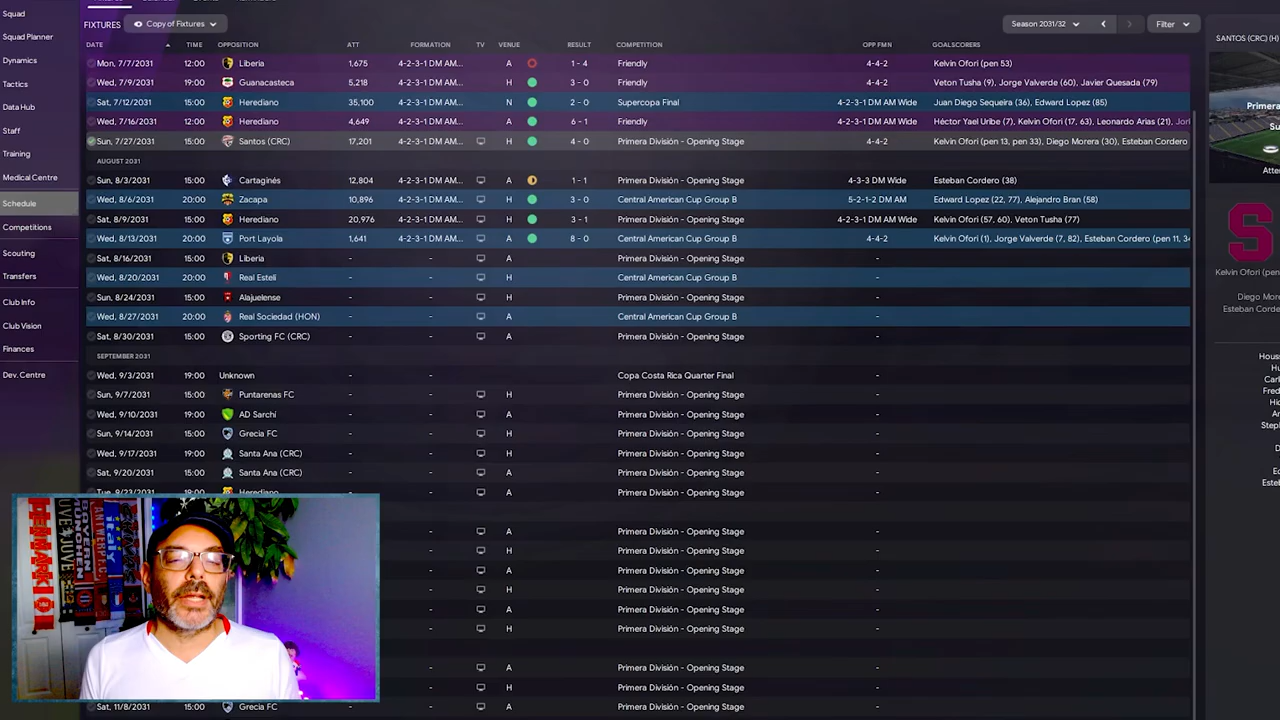 Squad
Squad Planner
Dynamics
Tactics
Data Hub
Staff
Training
Medical Centre
Schedule
Competitions
Scouting
Transfers
Club Info
Club Vision
Finances
Dev. Centre
FIXTURES Copy of Fixtures Season 2031/32 Filter
DATE TIME OPPOSITION ATT FORMATION TV VENUE RESULT COMPETITION OPP FMN GOALSCORERS
Mon, 7/7/2031 12:00 Liberia 1,675 4-2-3-1 DM AM... A 1 - 4 Friendly 4-4-2 Kelvin Ofori (pen 53)
Wed, 7/9/2031 12:00 Guanacasteca 5,218 4-2-3-1 DM AM... H 3 - 0 Friendly 4-4-2 Veton Tusha (9), Jorge Valverde (60), Javier Quesada (79)
Sat, 7/12/2031 15:00 Herediano 35,100 4-2-3-1 DM AM... N 2 - 0 Supercopa Final 4-2-3-1 DM AM Wide Juan Diego Sequeira (36), Edward Lopez (85)
Wed, 7/16/2031 12:00 Herediano 4,649 4-2-3-1 DM AM... A 6 - 1 Friendly 4-2-3-1 DM AM Wide Héctor Yael Uribe (7), Kelvin Ofori (17, 63), Leonardo Arias (21),
Sun, 7/27/2031 15:00 Santos (CRC) 17,201 4-2-3-1 DM AM... H 4 - 0 Primera División - Opening Stage 4-4-2 Kelvin Ofori (pen 13, pen 33), Diego Morera (30), Esteban Cordero
AUGUST 2031
Sun, 8/3/2031 15:00 Cartaginés 12,804 4-2-3-1 DM AM... A 1 - 1 Primera División - Opening Stage 4-3-3 DM Wide Esteban Cordero (38)
Wed, 8/6/2031 20:00 Zacapa 10,896 4-2-3-1 DM AM... H 3 - 0 Central American Cup Group B 5-2-1-2 DM AM Edward Lopez (22, 77), Alejandro Bran (58)
Sat, 8/9/2031 15:00 Herediano 20,976 4-2-3-1 DM AM... H 3 - 1 Primera División - Opening Stage 4-2-3-1 DM AM Wide Kelvin Ofori (57, 60), Veton Tusha (77)
Wed, 8/13/2031 20:00 Port Layola 1,641 4-2-3-1 DM AM... A 8 - 0 Central American Cup Group B 4-4-2 Kelvin Ofori (1), Jorge Valverde (7, 82), Esteban Cordero (pen 11, 34
Sat, 8/16/2031 15:00 Liberia - - A Primera División - Opening Stage -
Wed, 8/20/2031 20:00 Real Estelí - - H Central American Cup Group B -
Sun, 8/24/2031 15:00 Alajuelense - - H Primera División - Opening Stage -
Wed, 8/27/2031 20:00 Real Sociedad (HON) - - A Central American Cup Group B -
Sat, 8/30/2031 15:00 Sporting FC (CRC) - - A Primera División - Opening Stage -
SEPTEMBER 2031
Wed, 9/3/2031 19:00 Unknown - - Copa Costa Rica Quarter Final -
Sun, 9/7/2031 15:00 Puntarenas FC - - H Primera División - Opening Stage -
Wed, 9/10/2031 19:00 AD Sarchí - - A Primera División - Opening Stage -
Sun, 9/14/2031 15:00 Grecia FC - - H Primera División - Opening Stage -
Wed, 9/17/2031 19:00 Santa Ana (CRC) - - H Primera División - Opening Stage -
Sat, 9/20/2031 15:00 Santa Ana (CRC) - - A Primera División - Opening Stage -
Tue, 9/23/2031 19:00 Herediano - - A Primera División - Opening Stage -
- A Primera División - Opening Stage -
- H Primera División - Opening Stage -
- A Primera División - Opening Stage -
- H Primera División - Opening Stage -
- A Primera División - Opening Stage -
- H Primera División - Opening Stage -
- A Primera División - Opening Stage -
- H Primera División - Opening Stage -
Sat, 11/8/2031 15:00 Grecia FC - A Primera División - Opening Stage -
SANTOS (CRC) (H)
Primera
Su
Atte
S
Kelvin Ofori (pen
Diego More
Esteban Corder
Hous
Hu
Car
Fred
Hid
Ar
Steph
D
Ed
Este